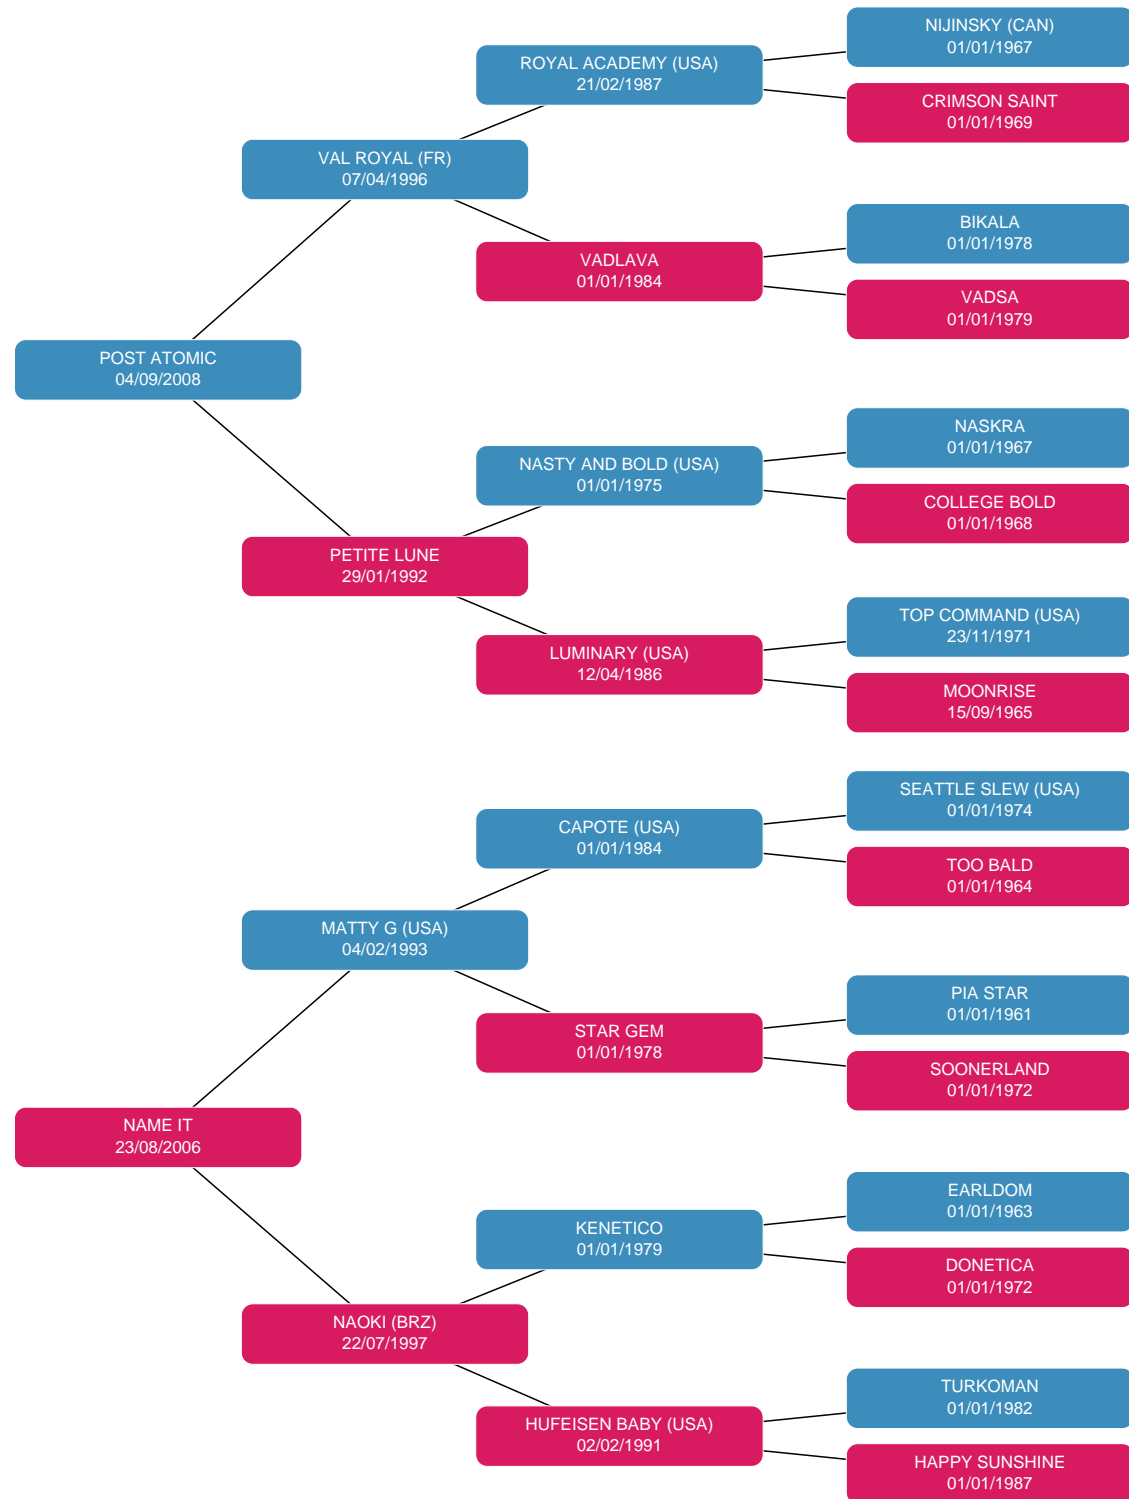 NIJINSKY (CAN)
01/01/1967
ROYAL ACADEMY (USA)
21/02/1987
CRIMSON SAINT
01/01/1969
VAL ROYAL (FR)
07/04/1996
BIKALA
01/01/1978
VADLAVA
01/01/1984
VADSA
01/01/1979
POST ATOMIC
04/09/2008
NASKRA
01/01/1967
NASTY AND BOLD (USA)
01/01/1975
COLLEGE BOLD
01/01/1968
PETITE LUNE
29/01/1992
TOP COMMAND (USA)
23/11/1971
LUMINARY (USA)
12/04/1986
MOONRISE
15/09/1965
SEATTLE SLEW (USA)
01/01/1974
CAPOTE (USA)
01/01/1984
TOO BALD
01/01/1964
MATTY G (USA)
04/02/1993
PIA STAR
01/01/1961
STAR GEM
01/01/1978
SOONERLAND
01/01/1972
NAME IT
23/08/2006
EARLDOM
01/01/1963
KENETICO
01/01/1979
DONETICA
01/01/1972
NAOKI (BRZ)
22/07/1997
TURKOMAN
01/01/1982
HUFEISEN BABY (USA)
02/02/1991
HAPPY SUNSHINE
01/01/1987